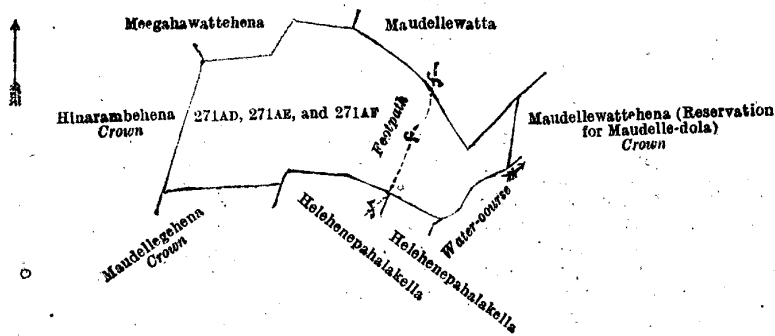 Meegahawattehena
Maudellewatta
Hinarambehena
Crown
271AD, 271AE, and 271AF
Footpath
Maudellewattehena (Reservation
for Maudelle-dola)
Crown
Maudellegehena
Crown
Helehenepahalakella
Helehenepahalakella
Water-course